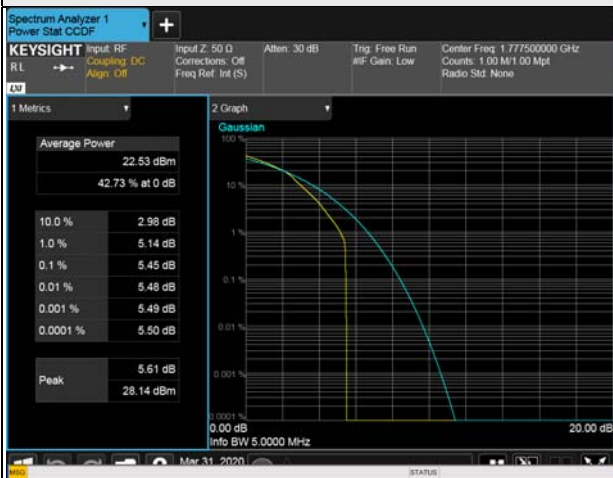 Spectrum Analyzer 1
Power Stat CCDF
KEYSIGHT
RL
Input: RF
Coupling: DC
Align: Off
Input Z: 50 Ω
Corrections: Off
Freq Ref: Int (S)
Atten: 30 dB
Trig: Free Run
#IF Gain: Low
Center Freq: 1.777500000 GHz
Counts: 1.00 M/1.00 Mpt
Radio Std: None
LXI
1 Metrics
Average Power
22.53 dBm
42.73 % at 0 dB
10.0 % 2.98 dB
1.0 % 5.14 dB
0.1 % 5.45 dB
0.01 % 5.48 dB
0.001 % 5.49 dB
0.0001 % 5.50 dB
Peak
5.61 dB
28.14 dBm
2 Graph
Gaussian
100 %
10 %
1 %
0.1 %
0.01 %
0.001 %
0.0001 %
0.00 dB
20.00 dB
Info BW 5.0000 MHz
Mar 31, 2020
MSG
STATUS